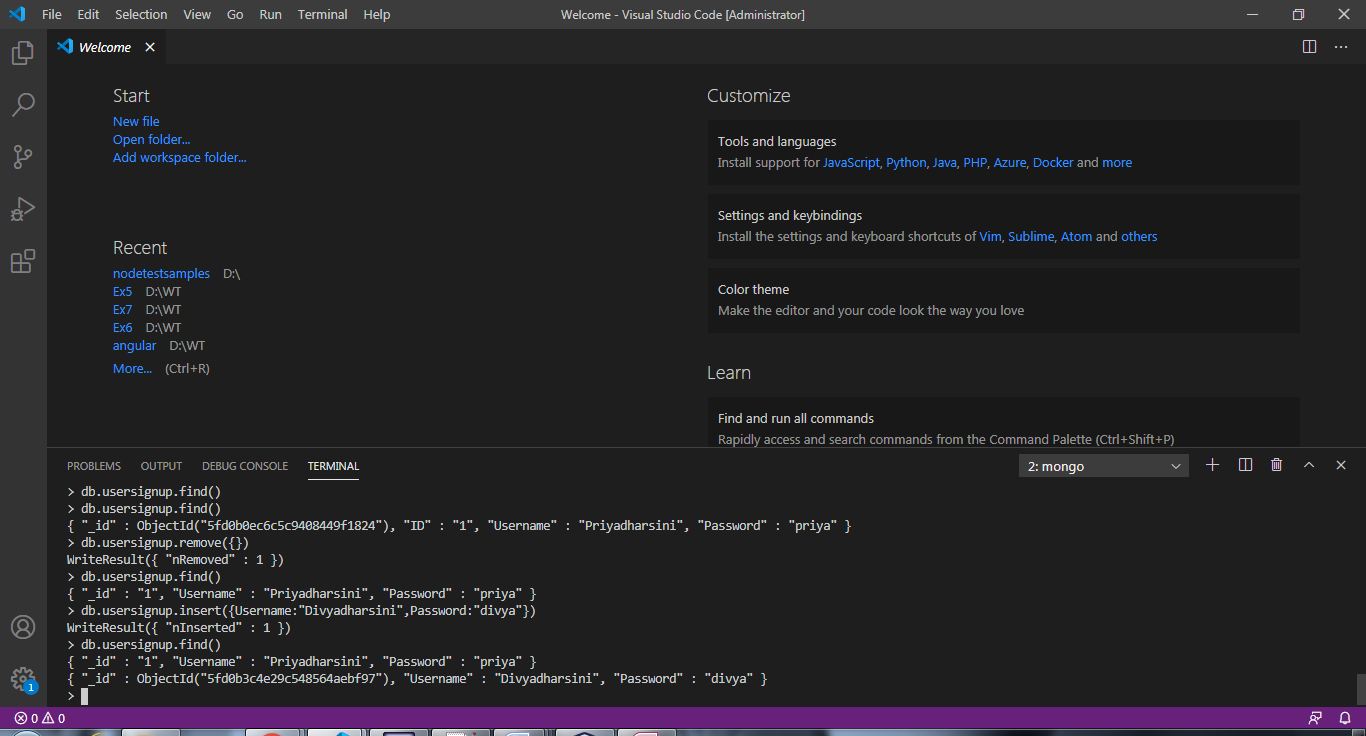 File Edit Selection View Go Run Terminal Help Welcome - Visual Studio Code [Administrator]
Welcome
Start
New file
Open folder...
Add workspace folder...
Recent
nodetestsamples D:\
Ex5 D:\WT
Ex7 D:\WT
Ex6 D:\WT
angular D:\WT
More... (Ctrl+R)
Customize
Tools and languages
Install support for JavaScript, Python, Java, PHP, Azure, Docker and more
Settings and keybindings
Install the settings and keyboard shortcuts of Vim, Sublime, Atom and others
Color theme
Make the editor and your code look the way you love
Learn
Find and run all commands
Rapidly access and search commands from the Command Palette (Ctrl+Shift+P)
PROBLEMS OUTPUT DEBUG CONSOLE TERMINAL 2: mongo
> db.usersignup.find()
> db.usersignup.find()
{ "_id" : ObjectId("5fd0b0ec6c5c9408449f1824"), "ID" : "1", "Username" : "Priyadharsini", "Password" : "priya" }
> db.usersignup.remove({})
WriteResult({ "nRemoved" : 1 })
> db.usersignup.find()
{ "_id" : "1", "Username" : "Priyadharsini", "Password" : "priya" }
> db.usersignup.insert({Username:"Divyadharsini",Password:"divya"})
WriteResult({ "nInserted" : 1 })
> db.usersignup.find()
{ "_id" : "1", "Username" : "Priyadharsini", "Password" : "priya" }
{ "_id" : ObjectId("5fd0b3c4e29c548564aebf97"), "Username" : "Divyadharsini", "Password" : "divya" }
>
1
0 0